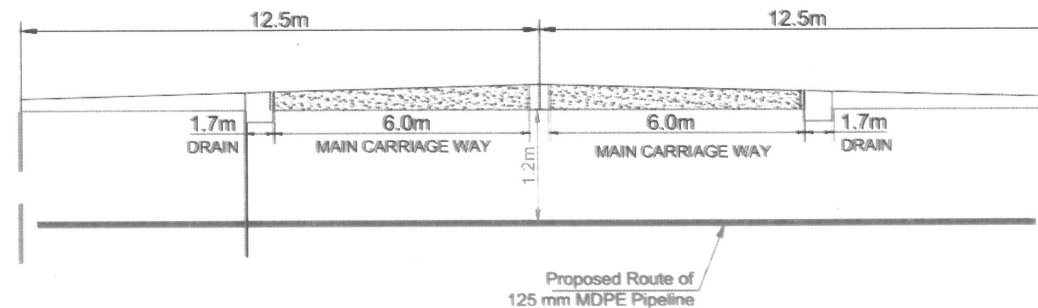 12.5m
12.5m
1.7m
6.0m
6.0m
1.7m
DRAIN
MAIN CARRIAGE WAY
MAIN CARRIAGE WAY
DRAIN
1.2m
Proposed Route of
125 mm MDPE Pipeline